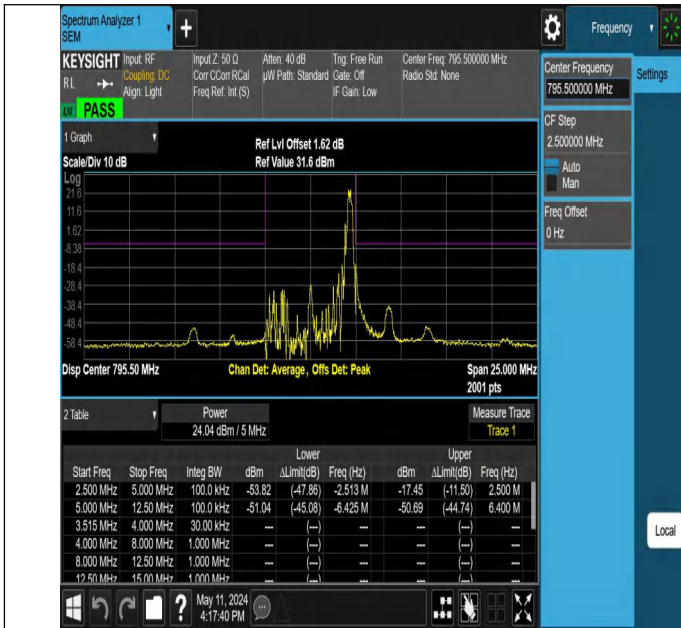 Spectrum Analyzer 1
SEM
+
Frequency
KEYSIGHT
RL
PASS
Input: RF
Coupling: DC
Align: Light
Input Z: 50 Ω
Corr CCorr RCal
Freq Ref: Int (S)
Atten: 40 dB
µW Path: Standard
Trig: Free Run
Gate: Off
IF Gain: Low
Center Freq: 795.500000 MHz
Radio Std: None
Center Frequency
795.500000 MHz
Settings
CF Step
2.500000 MHz
Auto
Man
Freq Offset
0 Hz
1 Graph
Scale/Div 10 dB
Ref Lvl Offset 1.62 dB
Ref Value 31.6 dBm
Log
21.6
11.6
1.62
-8.38
-18.4
-28.4
-38.4
-48.4
-58.4
Disp Center 795.50 MHz
Chan Det: Average, Offs Det: Peak
Span 25.000 MHz
2001 pts
2 Table
Power
24.04 dBm / 5 MHz
Measure Trace
Trace 1
Lower Upper
Start Freq Stop Freq Integ BW dBm ΔLimit(dB) Freq (Hz) dBm ΔLimit(dB) Freq (Hz)
2.500 MHz 5.000 MHz 100.0 kHz -53.82 (-47.86) -2.513 M -17.45 (-11.50) 2.500 M
5.000 MHz 12.50 MHz 100.0 kHz -51.04 (-45.08) -6.425 M -50.69 (-44.74) 6.400 M
3.515 MHz 4.000 MHz 30.00 kHz --- (---) --- --- (---) ---
4.000 MHz 8.000 MHz 1.000 MHz --- (---) --- --- (---) ---
8.000 MHz 12.50 MHz 1.000 MHz --- (---) --- --- (---) ---
12.50 MHz 15.00 MHz 1.000 MHz --- (---) --- --- (---) ---
Local
?
May 11, 2024
4:17:40 PM